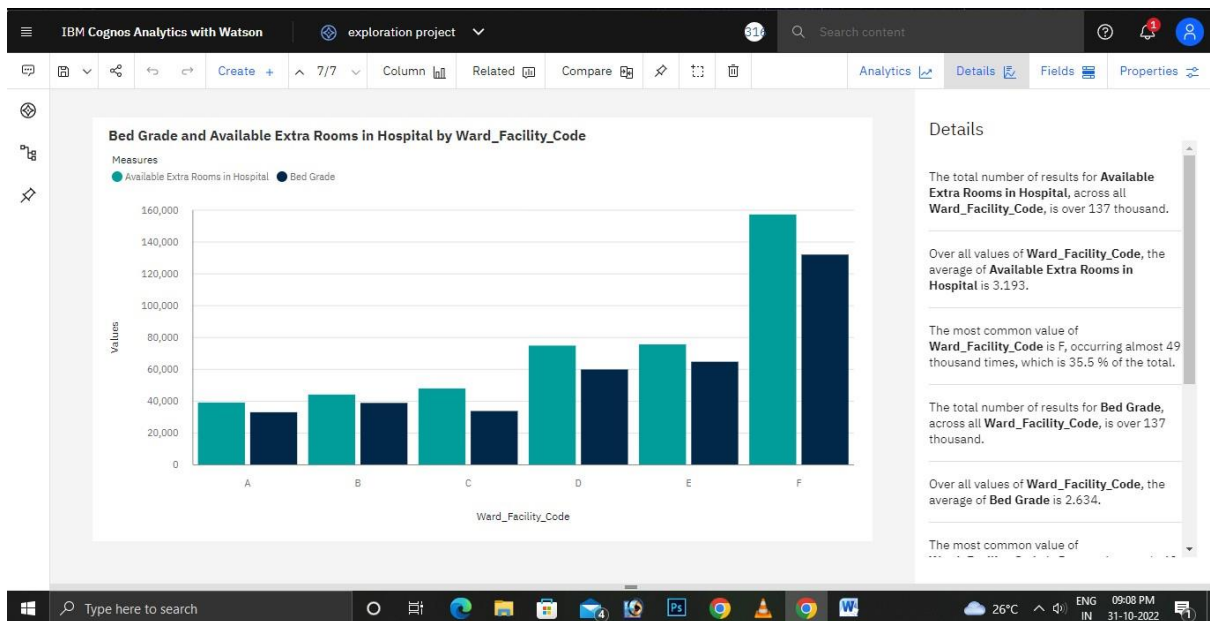 IBM Cognos Analytics with Watson
exploration project
Search content
1
7/7
Create +
Column
Related
Compare
Analytics
Details
Fields
Properties
Bed Grade and Available Extra Rooms in Hospital by Ward_Facility_Code
Measures
Available Extra Rooms in Hospital
Bed Grade
160,000
140,000
120,000
100,000
80,000
60,000
40,000
20,000
0
Values
A
B
C
D
E
F
Ward_Facility_Code
Details
The total number of results for Available
Extra Rooms in Hospital, across all
Ward_Facility_Code, is over 137 thousand.
Over all values of Ward_Facility_Code, the
average of Available Extra Rooms in
Hospital is 3.193.
The most common value of
Ward_Facility_Code is F, occurring almost 49
thousand times, which is 35.5 % of the total.
The total number of results for Bed Grade,
across all Ward_Facility_Code, is over 137
thousand.
Over all values of Ward_Facility_Code, the
average of Bed Grade is 2.634.
The most common value of
Type here to search
4
Ps
W
26°C
ENG
IN
09:08 PM
31-10-2022
1